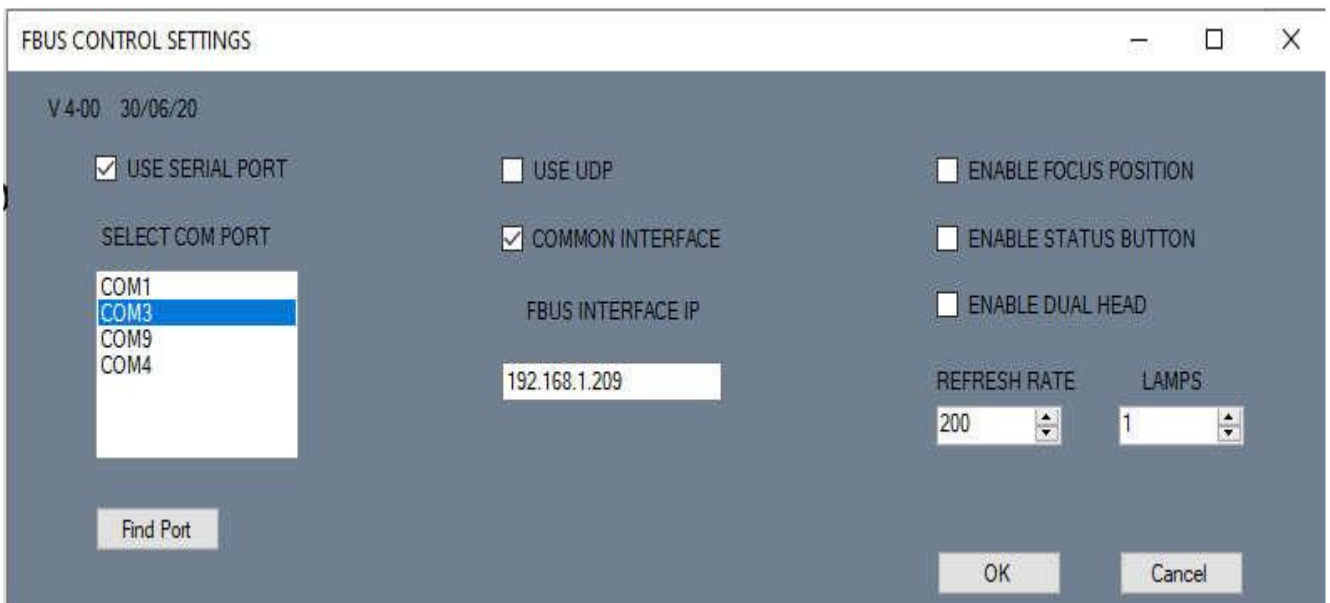 FBUS CONTROL SETTINGS
V 4-00 30/06/20
USE SERIAL PORT
SELECT COM PORT
COM1
COM3
COM9
COM4
Find Port
USE UDP
COMMON INTERFACE
FBUS INTERFACE IP
192.168.1.209
ENABLE FOCUS POSITION
ENABLE STATUS BUTTON
ENABLE DUAL HEAD
REFRESH RATE LAMPS
200 1
OK Cancel